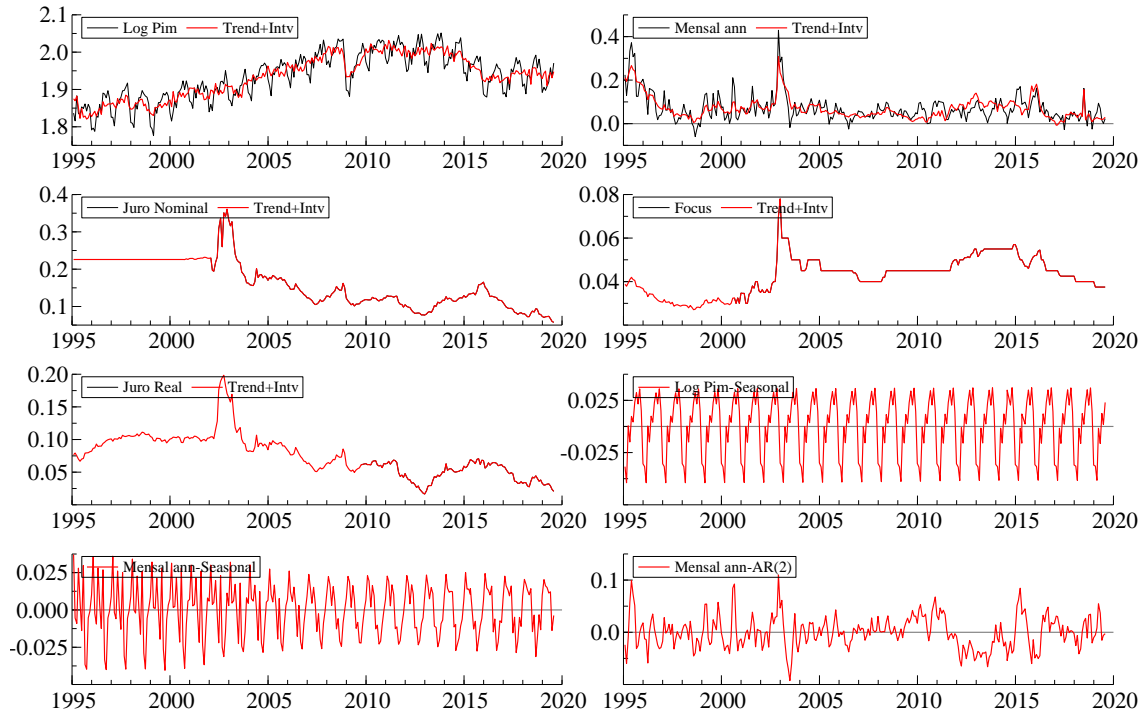 Log Pim Trend+Intv
2.1
2.0
1.9
1.8
1995 2000 2005 2010 2015 2020
Mensal ann Trend+Intv
0.4
0.2
0.0
1995 2000 2005 2010 2015 2020
Juro Nominal Trend+Intv
0.4
0.3
0.2
0.1
1995 2000 2005 2010 2015 2020
Focus Trend+Intv
0.08
0.06
0.04
1995 2000 2005 2010 2015 2020
Juro Real Trend+Intv
0.20
0.15
0.10
0.05
1995 2000 2005 2010 2015 2020
Log Pim-Seasonal
0.025
-0.025
1995 2000 2005 2010 2015 2020
Mensal ann-Seasonal
0.025
0.000
-0.025
1995 2000 2005 2010 2015 2020
Mensal ann-AR(2)
0.1
0.0
1995 2000 2005 2010 2015 2020